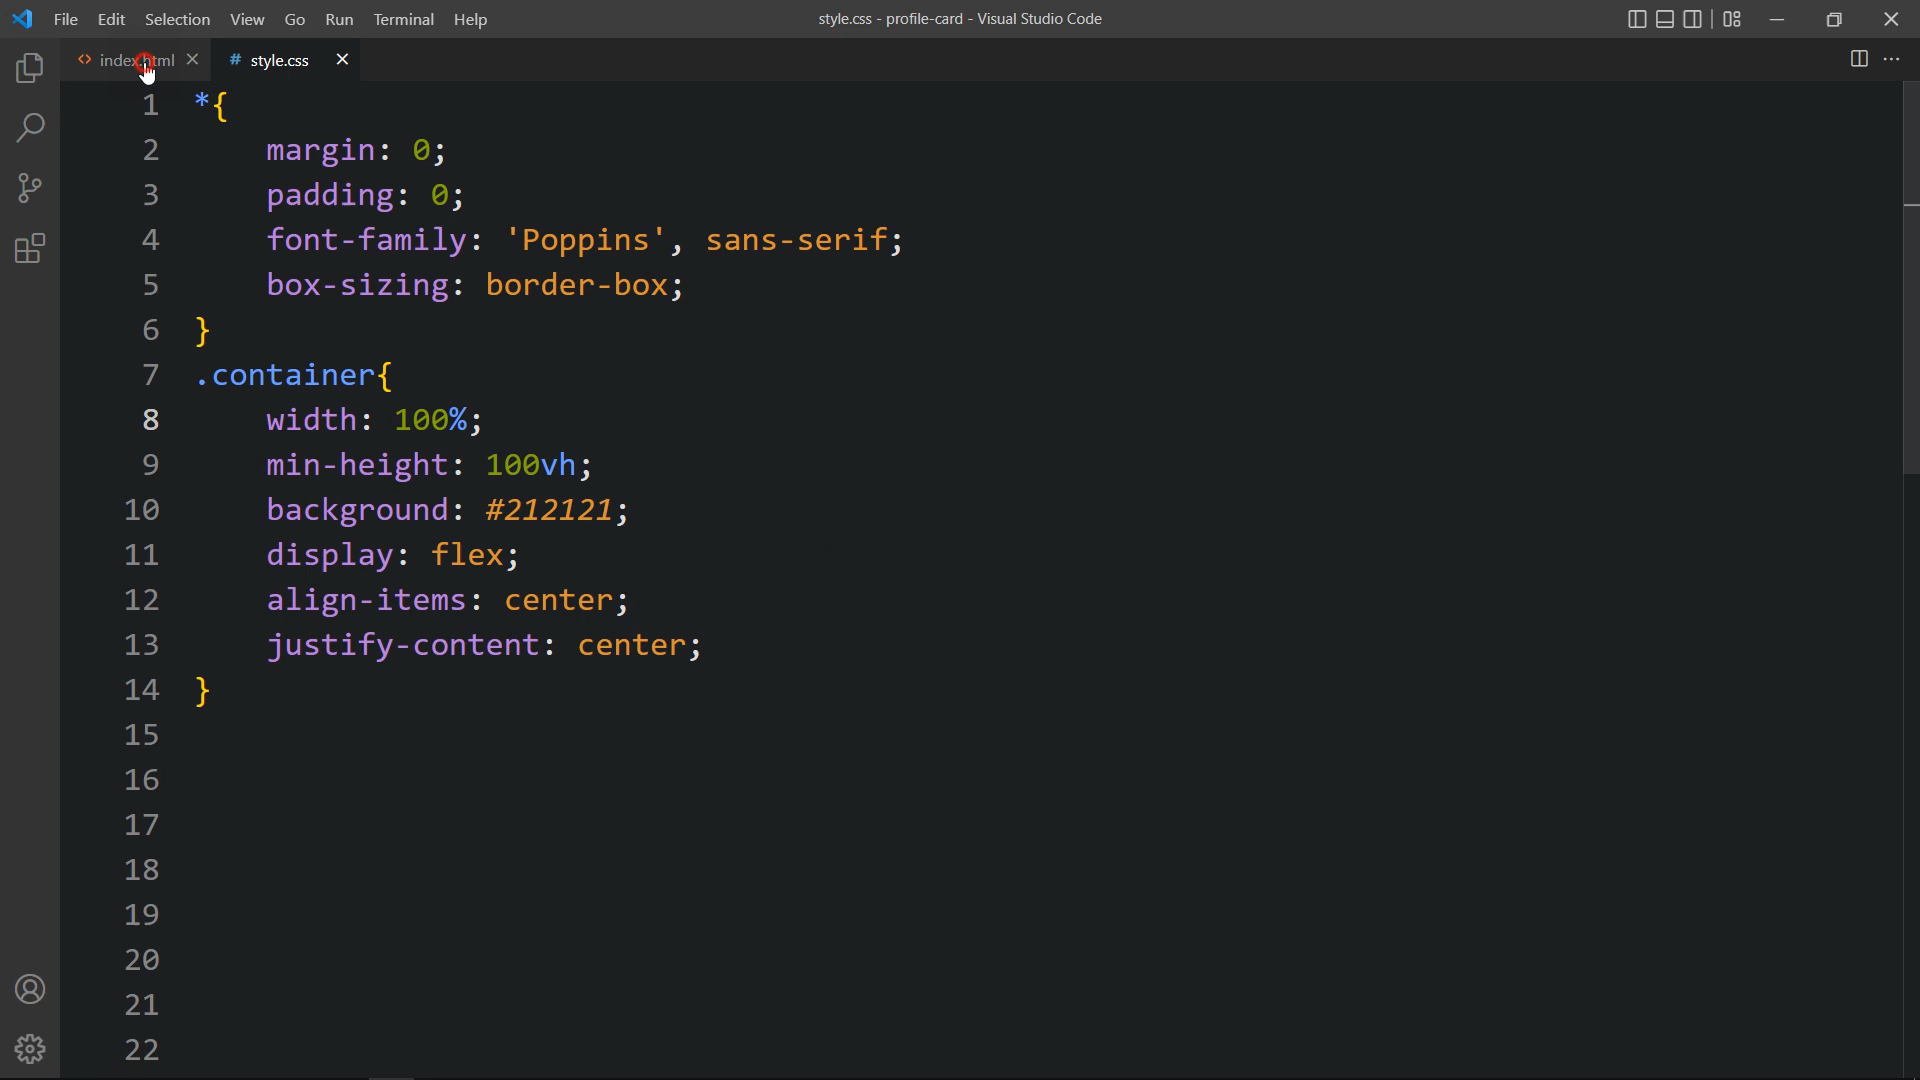 File Edit Selection View Go Run Terminal Help
style.css - profile-card - Visual Studio Code
<> index.html
# style.css
1 *{
2 margin: 0;
3 padding: 0;
4 font-family: 'Poppins', sans-serif;
5 box-sizing: border-box;
6 }
7 .container{
8 width: 100%;
9 min-height: 100vh;
10 background: #212121;
11 display: flex;
12 align-items: center;
13 justify-content: center;
14 }
15
16
17
18
19
20
21
22